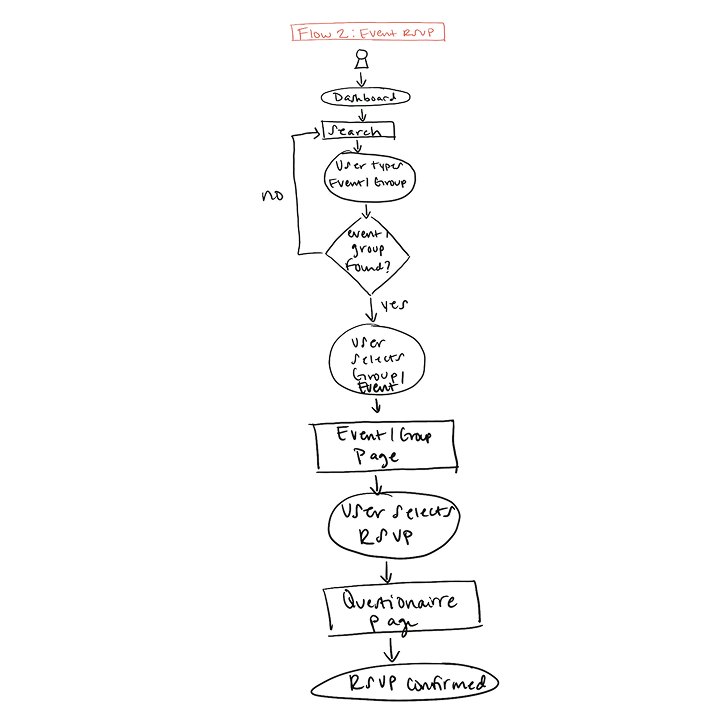 Flow 2: Event RSVP
Dashboard
Search
User types
Event/Group
no
event/
group
found?
yes
User
selects
Group/
Event
Event/Group
Page
User selects
RSVP
Questionairre
page
RSVP confirmed